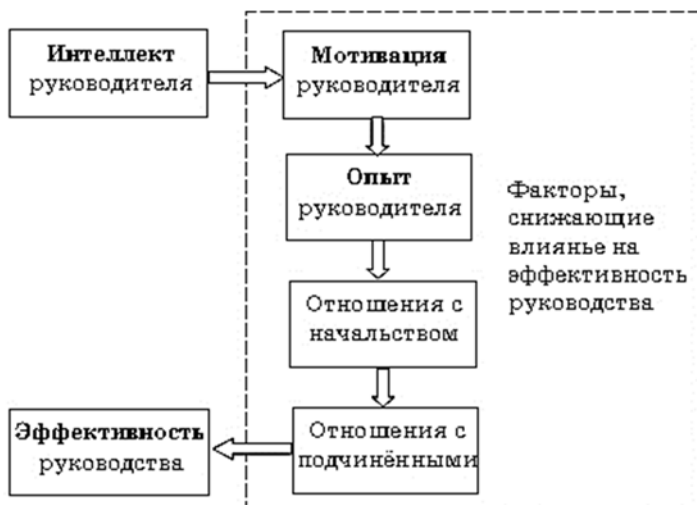 Интеллект
руководителя
Мотивация
руководителя
Опыт
руководителя
Факторы,
снижающие
влиянье на
эффективность
руководства
Отношения с
начальством
Эффективность
руководства
Отношения с
подчинёнными